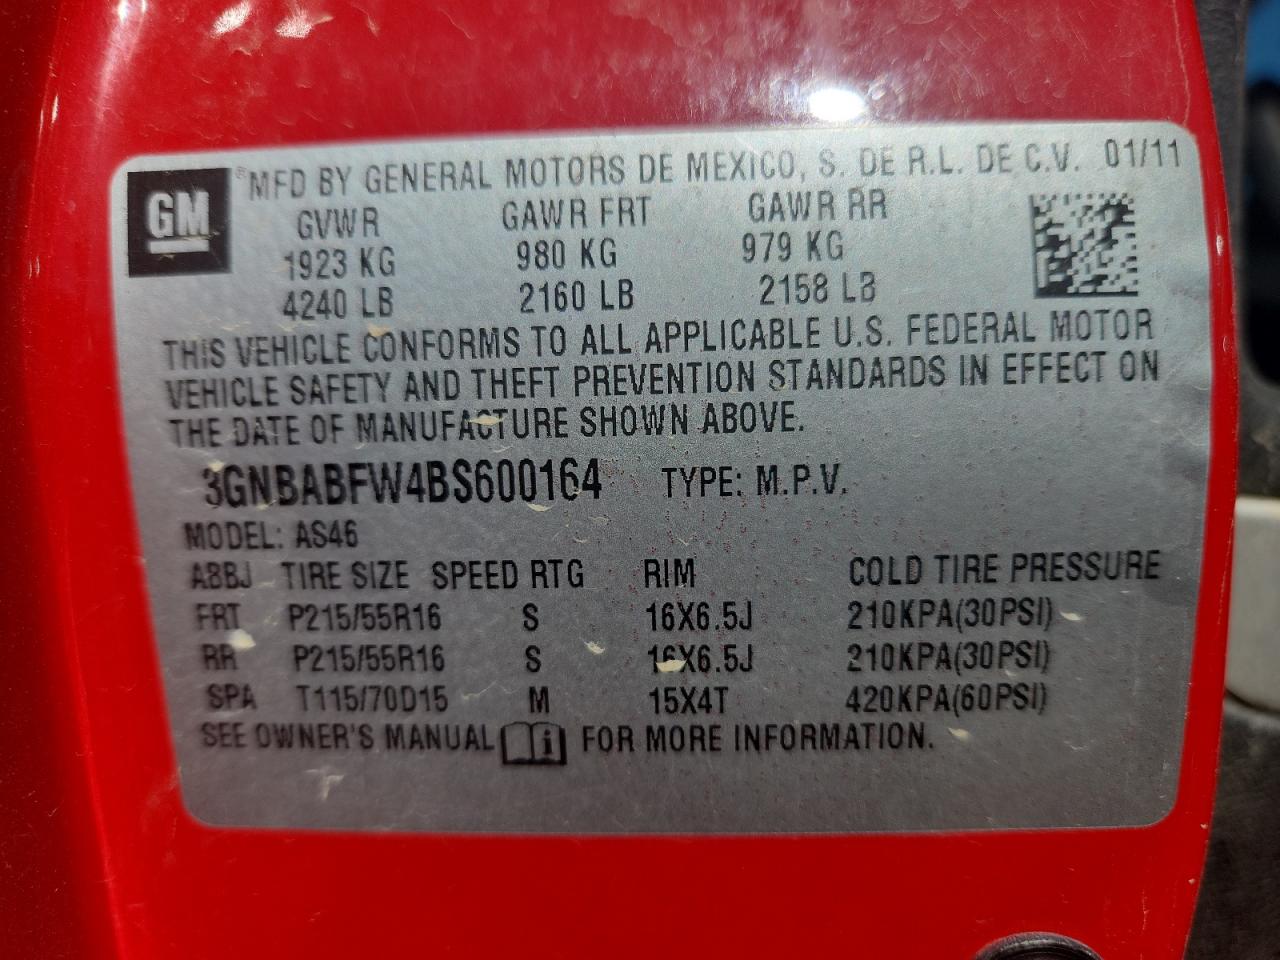 GM ® MFD BY GENERAL MOTORS DE MEXICO, S. DE R.L. DE C.V. 01/11
GVWR GAWR FRT GAWR RR
1923 KG 980 KG 979 KG
4240 LB 2160 LB 2158 LB
THIS VEHICLE CONFORMS TO ALL APPLICABLE U.S. FEDERAL MOTOR
VEHICLE SAFETY AND THEFT PREVENTION STANDARDS IN EFFECT ON
THE DATE OF MANUFACTURE SHOWN ABOVE.
3GNBABFW4BS600164 TYPE: M.P.V.
MODEL: AS46
A8BJ TIRE SIZE SPEED RTG RIM COLD TIRE PRESSURE
FRT P215/55R16 S 16X6.5J 210KPA(30PSI)
RR P215/55R16 S 16X6.5J 210KPA(30PSI)
SPA T115/70D15 M 15X4T 420KPA(60PSI)
SEE OWNER'S MANUAL i FOR MORE INFORMATION.